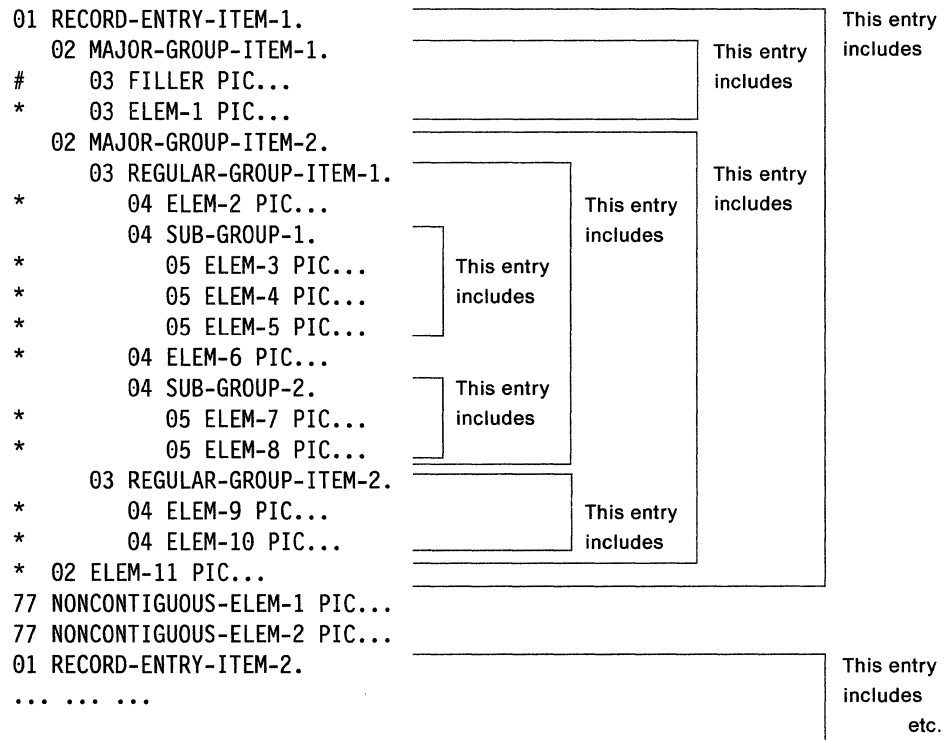 01 RECORD-ENTRY-ITEM-1. This entry
02 MAJOR-GROUP-ITEM-1. This entry includes
# 03 FILLER PIC... includes
* 03 ELEM-1 PIC...
02 MAJOR-GROUP-ITEM-2.
03 REGULAR-GROUP-ITEM-1. This entry
* 04 ELEM-2 PIC... This entry includes
04 SUB-GROUP-1. includes
* 05 ELEM-3 PIC... This entry
* 05 ELEM-4 PIC... includes
* 05 ELEM-5 PIC...
* 04 ELEM-6 PIC...
04 SUB-GROUP-2. This entry
* 05 ELEM-7 PIC... includes
* 05 ELEM-8 PIC...
03 REGULAR-GROUP-ITEM-2.
* 04 ELEM-9 PIC... This entry
* 04 ELEM-10 PIC... includes
* 02 ELEM-11 PIC...
77 NONCONTIGUOUS-ELEM-1 PIC...
77 NONCONTIGUOUS-ELEM-2 PIC...
01 RECORD-ENTRY-ITEM-2. This entry
... ... ... includes
etc.